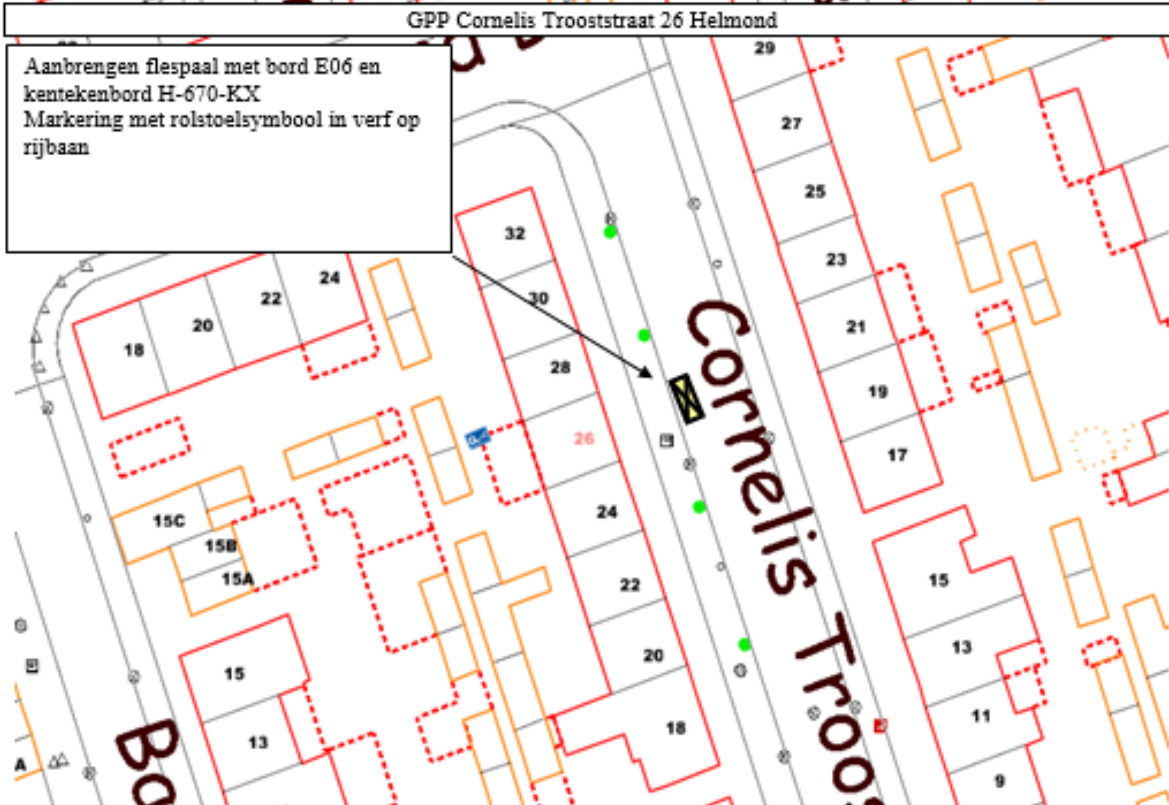 GPP Cornelis Trooststraat 26 Helmond
Aanbrengen flespaal met bord E06 en
kentekenbord H-670-KX
Markering met rolstoelsymbool in verf op
rijbaan
29
27
25
23
21
19
17
32
30
28
26
24
22
20
18
24
22
20
18
15C
15B
15A
15
13
15
13
11
9
A
Cornelis Troos
Ba